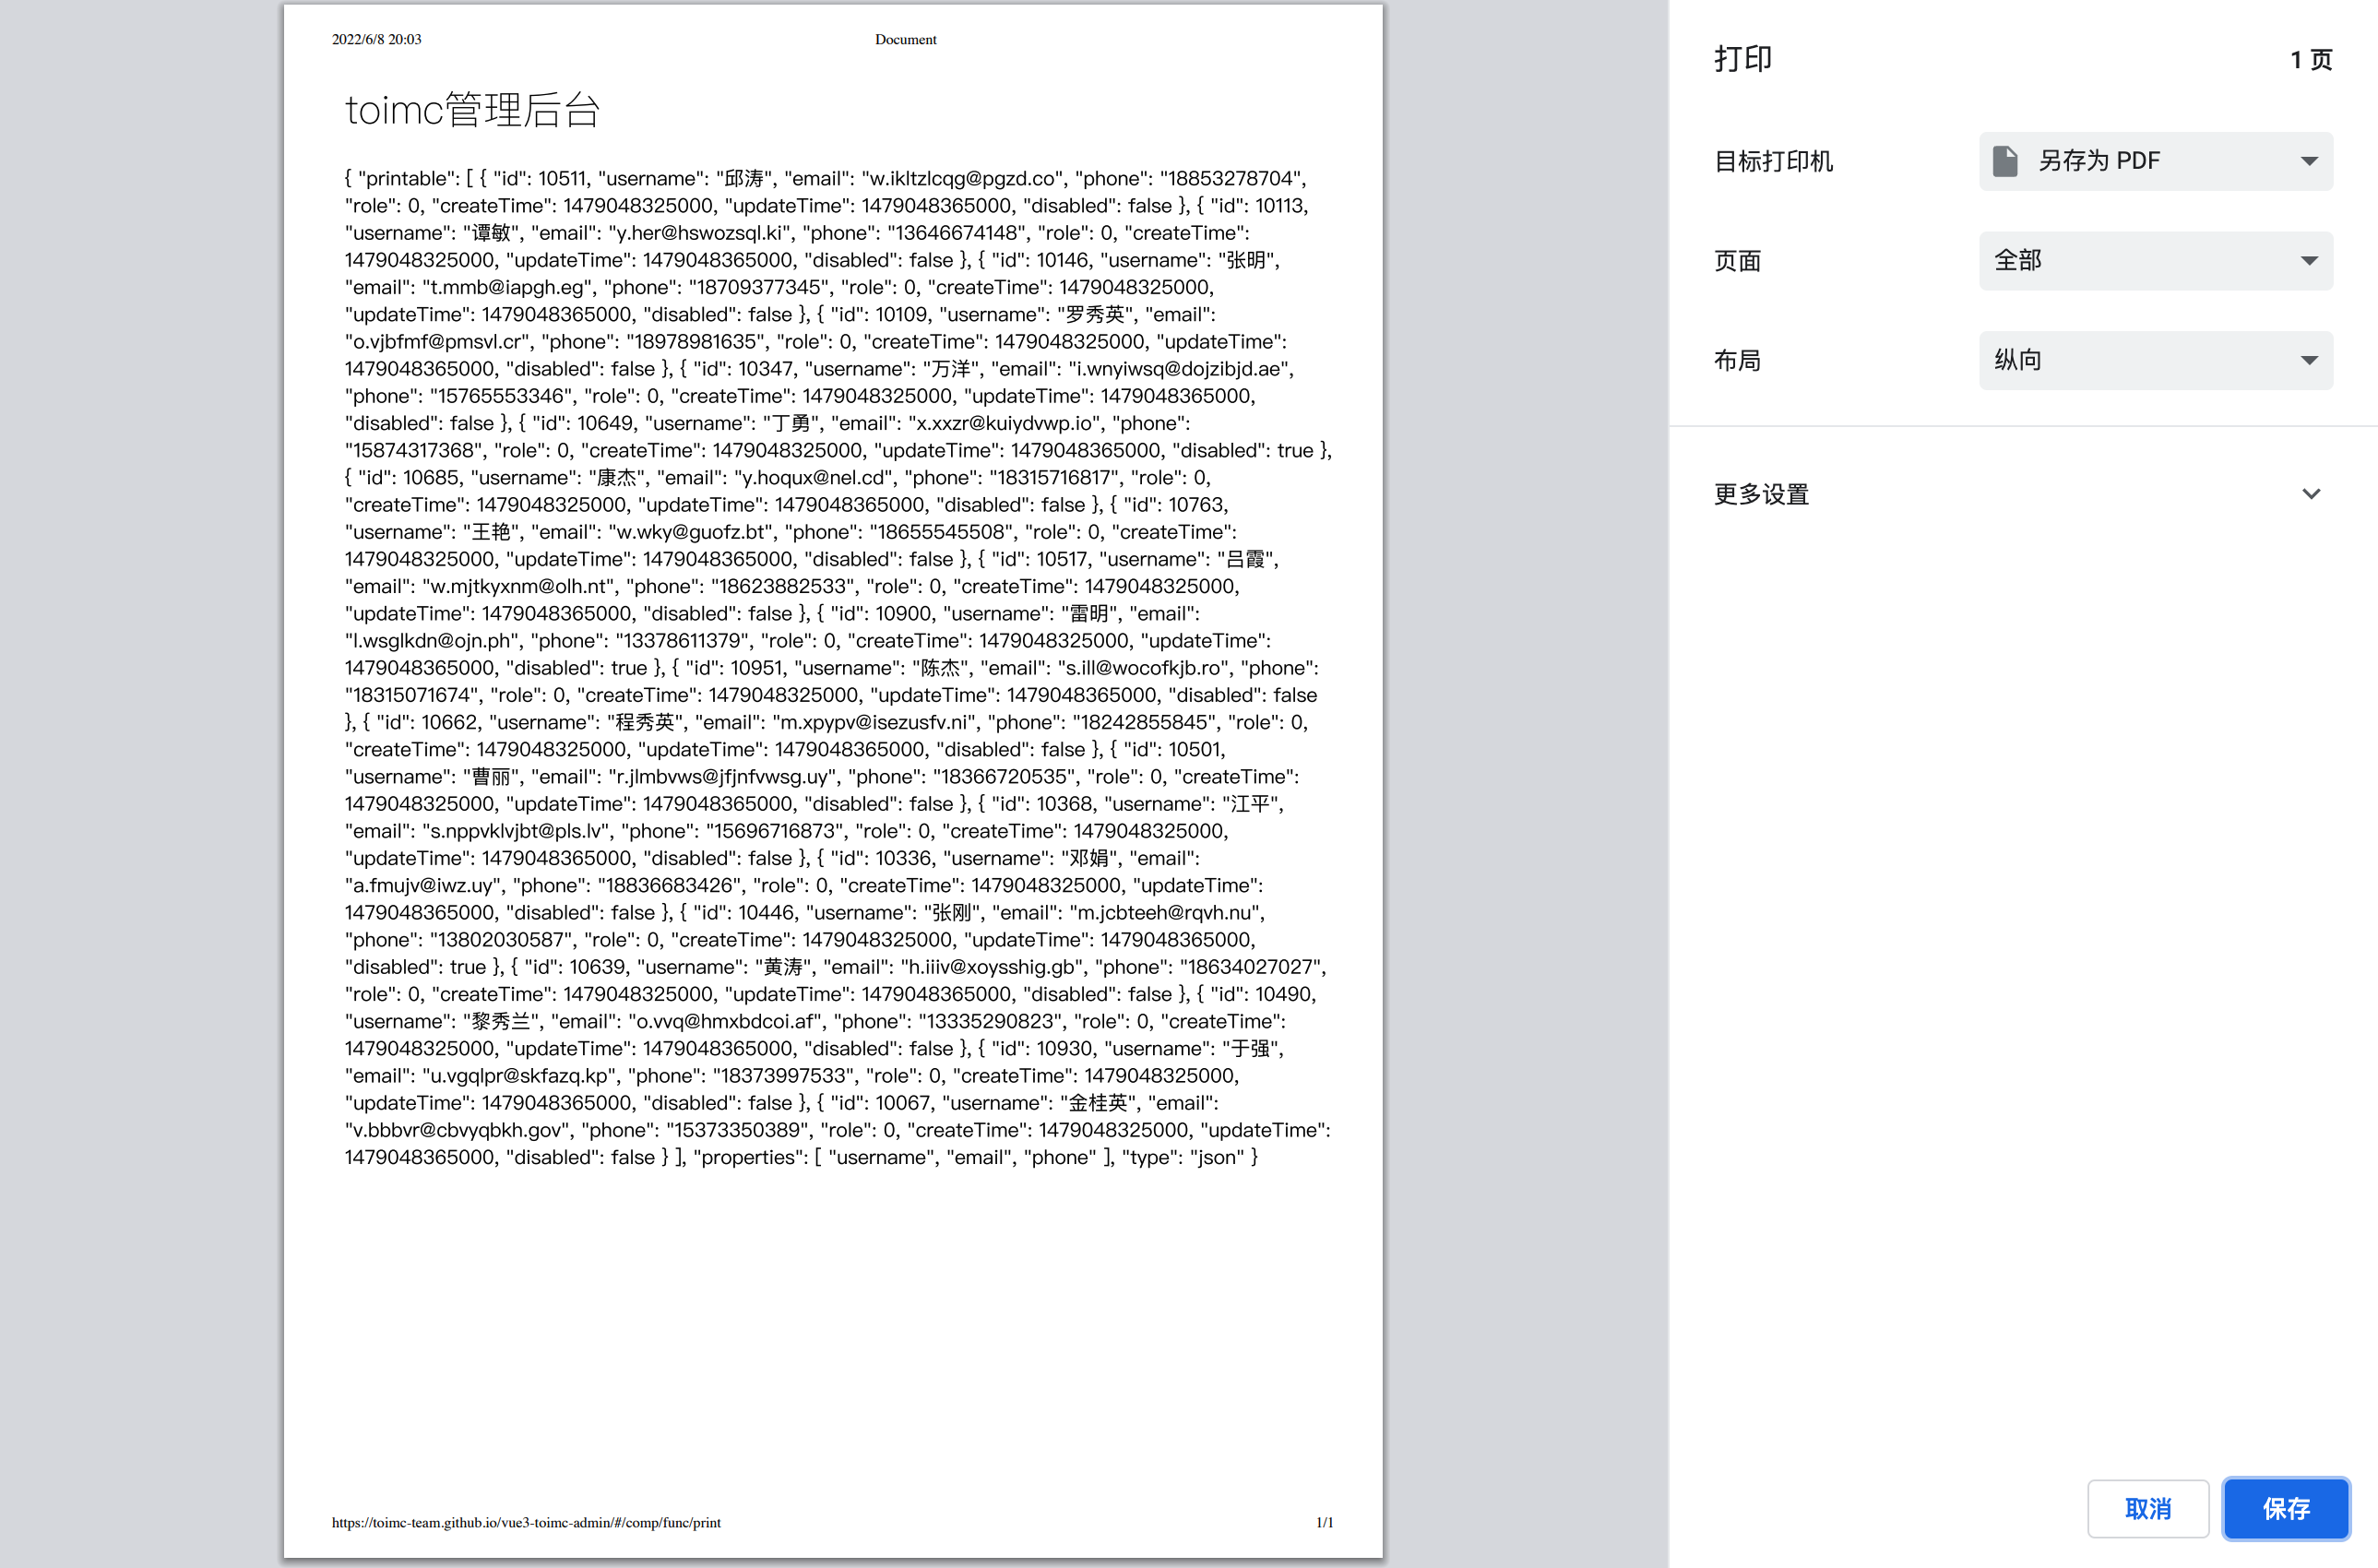 2022/6/8 20:03
Document
toimc管理后台
{ "printable": [ { "id": 10511, "username": "邱涛", "email": "w.ikltzlcqg@pgzd.co", "phone": "18853278704",
"role": 0, "createTime": 1479048325000, "updateTime": 1479048365000, "disabled": false }, { "id": 10113,
"username": "谭敏", "email": "y.her@hswozsql.ki", "phone": "13646674148", "role": 0, "createTime":
1479048325000, "updateTime": 1479048365000, "disabled": false }, { "id": 10146, "username": "张明",
"email": "t.mmb@iapgh.eg", "phone": "18709377345", "role": 0, "createTime": 1479048325000,
"updateTime": 1479048365000, "disabled": false }, { "id": 10109, "username": "罗秀英", "email":
"o.vjbfmf@pmsvl.cr", "phone": "18978981635", "role": 0, "createTime": 1479048325000, "updateTime":
1479048365000, "disabled": false }, { "id": 10347, "username": "万洋", "email": "i.wnyiwsq@dojzibjd.ae",
"phone": "15765553346", "role": 0, "createTime": 1479048325000, "updateTime": 1479048365000,
"disabled": false }, { "id": 10649, "username": "丁勇", "email": "x.xxzr@kuiydvwp.io", "phone":
"15874317368", "role": 0, "createTime": 1479048325000, "updateTime": 1479048365000, "disabled": true },
{ "id": 10685, "username": "康杰", "email": "y.hoqux@nel.cd", "phone": "18315716817", "role": 0,
"createTime": 1479048325000, "updateTime": 1479048365000, "disabled": false }, { "id": 10763,
"username": "王艳", "email": "w.wky@guofz.bt", "phone": "18655545508", "role": 0, "createTime":
1479048325000, "updateTime": 1479048365000, "disabled": false }, { "id": 10517, "username": "吕霞",
"email": "w.mjtkyxnm@olh.nt", "phone": "18623882533", "role": 0, "createTime": 1479048325000,
"updateTime": 1479048365000, "disabled": false }, { "id": 10900, "username": "雷明", "email":
"l.wsglkdn@ojn.ph", "phone": "13378611379", "role": 0, "createTime": 1479048325000, "updateTime":
1479048365000, "disabled": true }, { "id": 10951, "username": "陈杰", "email": "s.ill@wocofkjb.ro", "phone":
"18315071674", "role": 0, "createTime": 1479048325000, "updateTime": 1479048365000, "disabled": false
}, { "id": 10662, "username": "程秀英", "email": "m.xpypv@isezusfv.ni", "phone": "18242855845", "role": 0,
"createTime": 1479048325000, "updateTime": 1479048365000, "disabled": false }, { "id": 10501,
"username": "曹丽", "email": "r.jlmbvws@jfjnfvwsg.uy", "phone": "18366720535", "role": 0, "createTime":
1479048325000, "updateTime": 1479048365000, "disabled": false }, { "id": 10368, "username": "江平",
"email": "s.nppvklvjbt@pls.lv", "phone": "15696716873", "role": 0, "createTime": 1479048325000,
"updateTime": 1479048365000, "disabled": false }, { "id": 10336, "username": "邓娟", "email":
"a.fmujv@iwz.uy", "phone": "18836683426", "role": 0, "createTime": 1479048325000, "updateTime":
1479048365000, "disabled": false }, { "id": 10446, "username": "张刚", "email": "m.jcbteeh@rqvh.nu",
"phone": "13802030587", "role": 0, "createTime": 1479048325000, "updateTime": 1479048365000,
"disabled": true }, { "id": 10639, "username": "黄涛", "email": "h.iiiv@xoysshig.gb", "phone": "18634027027",
"role": 0, "createTime": 1479048325000, "updateTime": 1479048365000, "disabled": false }, { "id": 10490,
"username": "黎秀兰", "email": "o.vvq@hmxbdcoi.af", "phone": "13335290823", "role": 0, "createTime":
1479048325000, "updateTime": 1479048365000, "disabled": false }, { "id": 10930, "username": "于强",
"email": "u.vgqlpr@skfazq.kp", "phone": "18373997533", "role": 0, "createTime": 1479048325000,
"updateTime": 1479048365000, "disabled": false }, { "id": 10067, "username": "金桂英", "email":
"v.bbbvr@cbvyqbkh.gov", "phone": "15373350389", "role": 0, "createTime": 1479048325000, "updateTime":
1479048365000, "disabled": false } ], "properties": [ "username", "email", "phone" ], "type": "json" }
https://toimc-team.github.io/vue3-toimc-admin/#/comp/func/print
1/1
打印
1 页
目标打印机
另存为 PDF
页面
全部
布局
纵向
更多设置
取消
保存